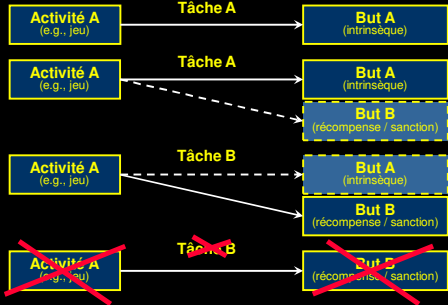 Tâche A
Activité A
(e.g., jeu)
But A
(intrinsèque)
Tâche A
Activité A
(e.g., jeu)
But A
(intrinsèque)
But B
(récompense / sanction)
Tâche B
Activité A
(e.g., jeu)
But A
(intrinsèque)
But B
(récompense / sanction)
Tâche B
Activité A
(e.g., jeu)
But B
(récompense / sanction)